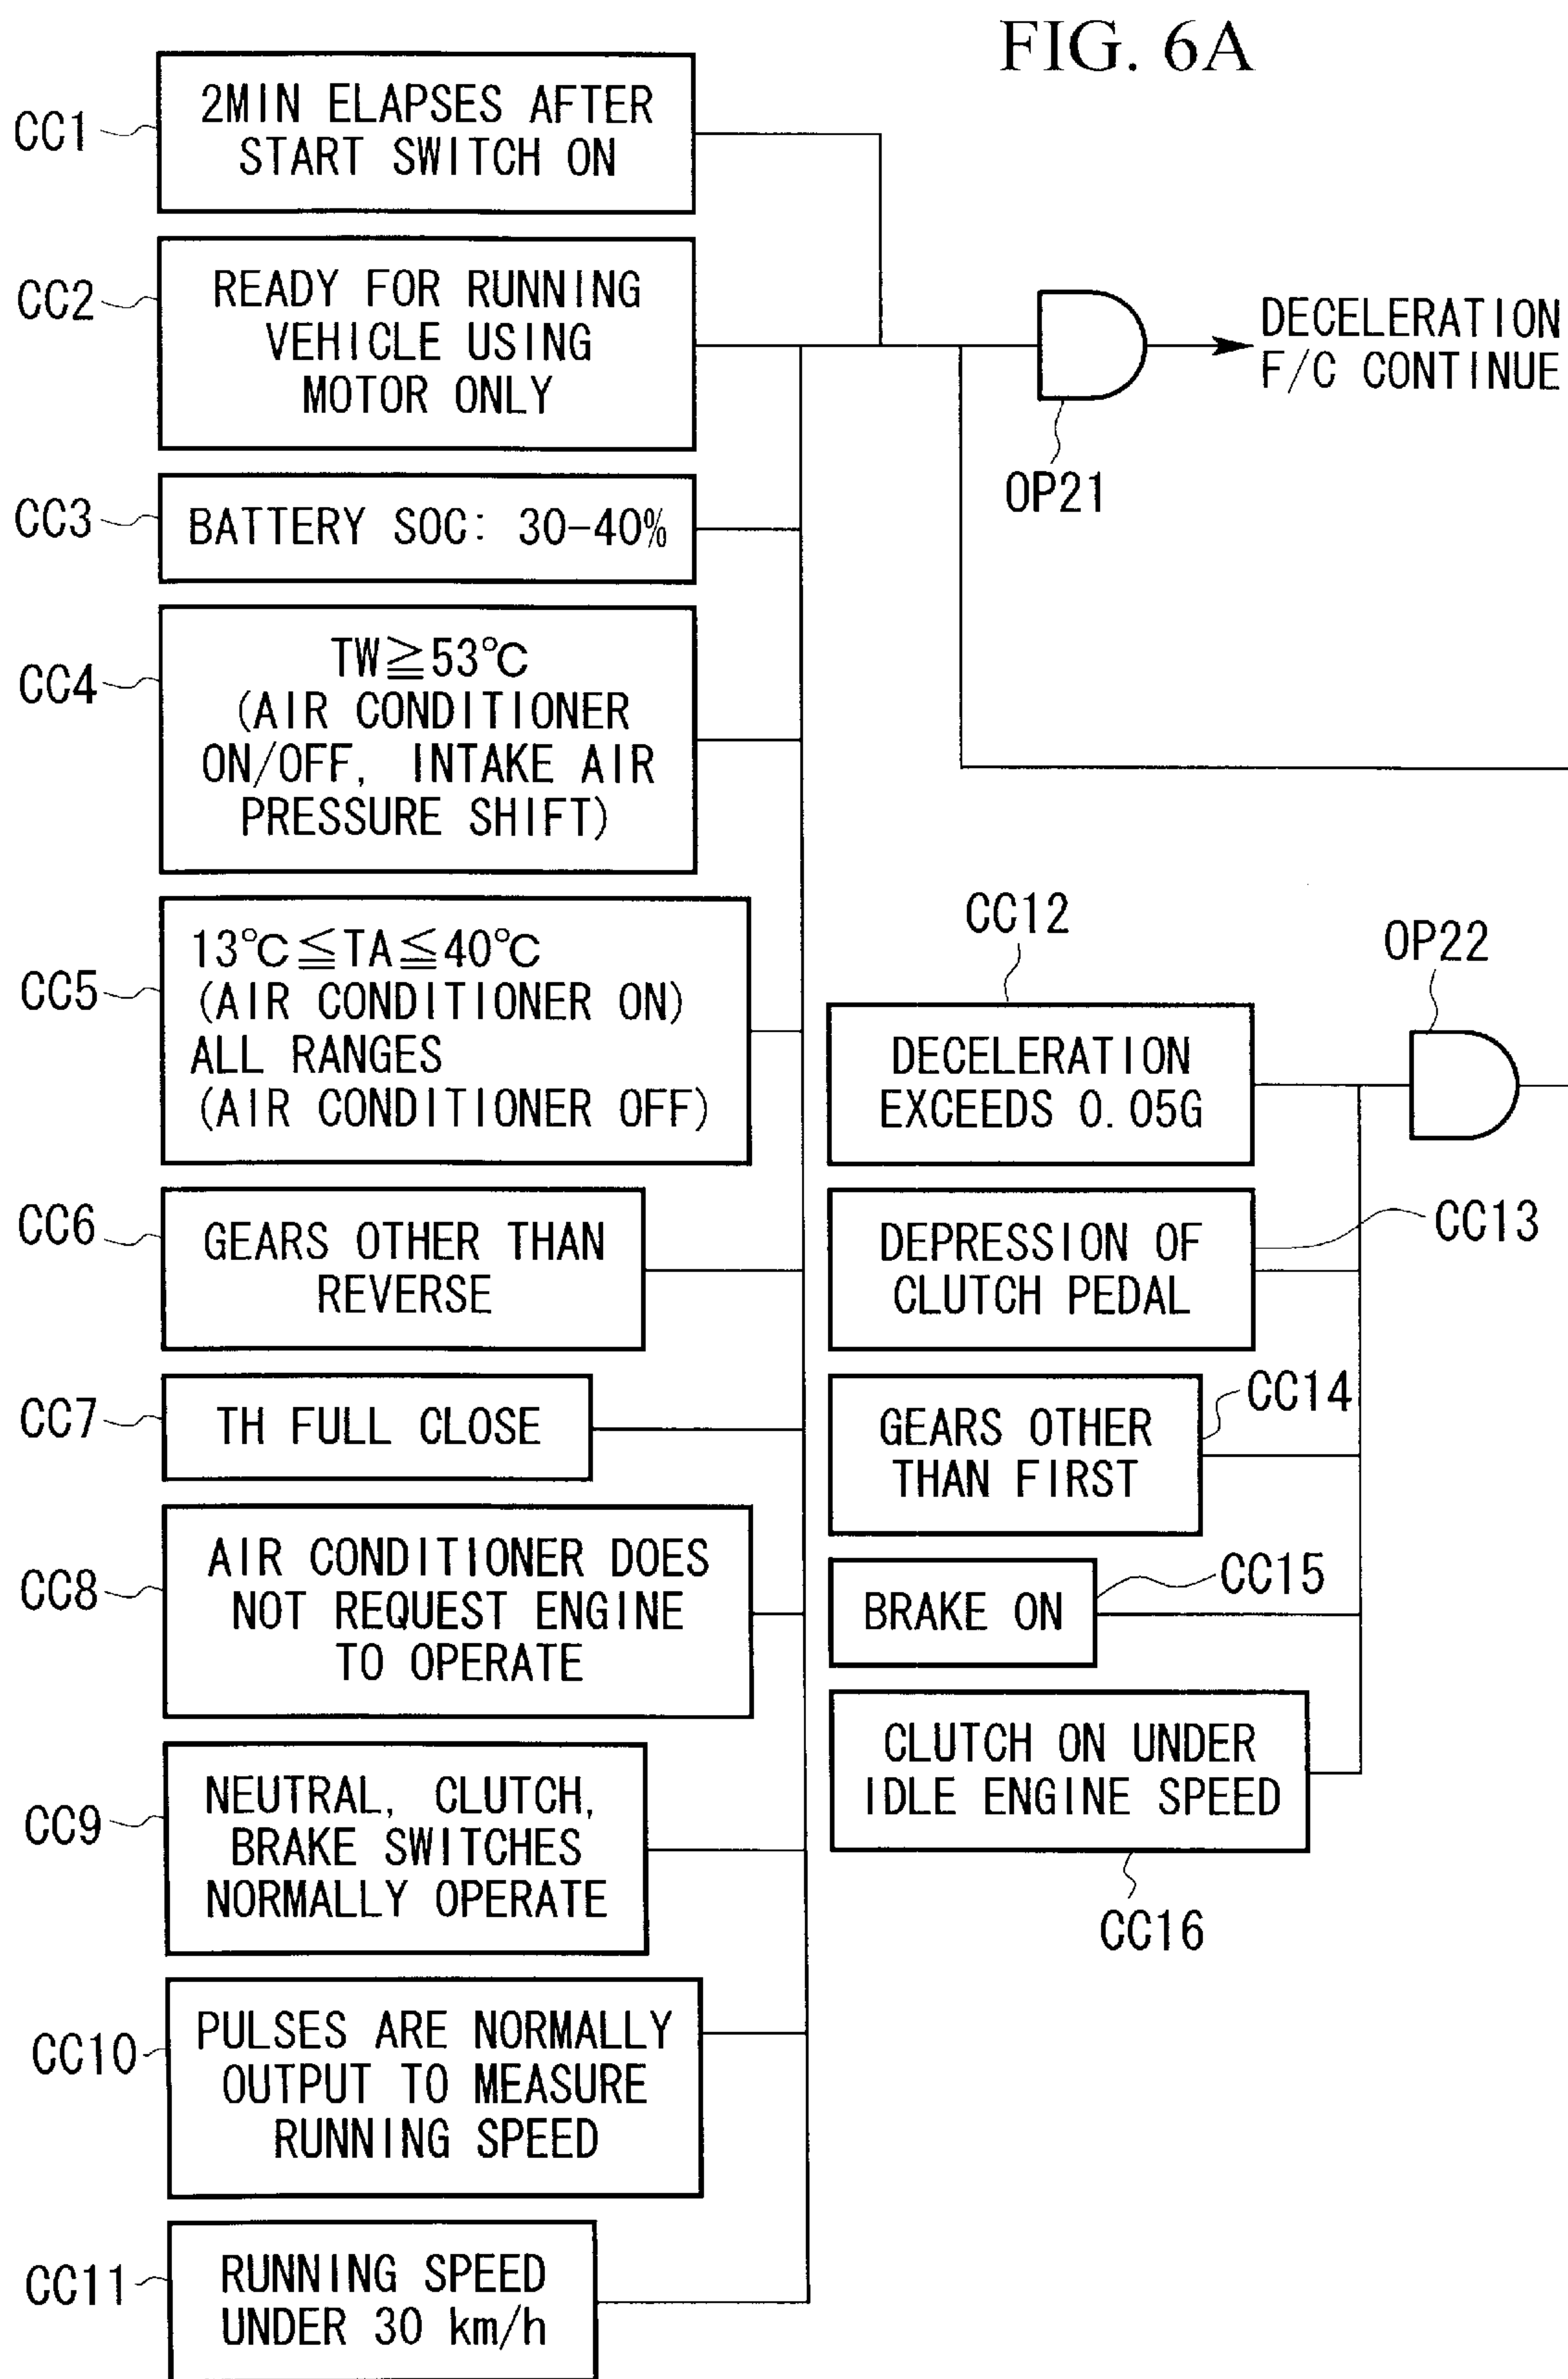 FIG. 6A
CC1
2MIN ELAPSES AFTER
START SWITCH ON
CC2
READY FOR RUNNING
VEHICLE USING
MOTOR ONLY
DECELERATION
F/C CONTINUE
OP21
CC3
BATTERY SOC: 30-40%
CC4
TW≧53℃
(AIR CONDITIONER
ON/OFF, INTAKE AIR
PRESSURE SHIFT)
CC5
13℃≦TA≦40℃
(AIR CONDITIONER ON)
ALL RANGES
(AIR CONDITIONER OFF)
CC6
GEARS OTHER THAN
REVERSE
CC7
TH FULL CLOSE
CC8
AIR CONDITIONER DOES
NOT REQUEST ENGINE
TO OPERATE
CC9
NEUTRAL, CLUTCH,
BRAKE SWITCHES
NORMALLY OPERATE
CC10
PULSES ARE NORMALLY
OUTPUT TO MEASURE
RUNNING SPEED
CC11
RUNNING SPEED
UNDER 30 km/h
CC12
OP22
DECELERATION
EXCEEDS 0.05G
DEPRESSION OF
CLUTCH PEDAL
CC13
CC14
GEARS OTHER
THAN FIRST
CC15
BRAKE ON
CLUTCH ON UNDER
IDLE ENGINE SPEED
CC16